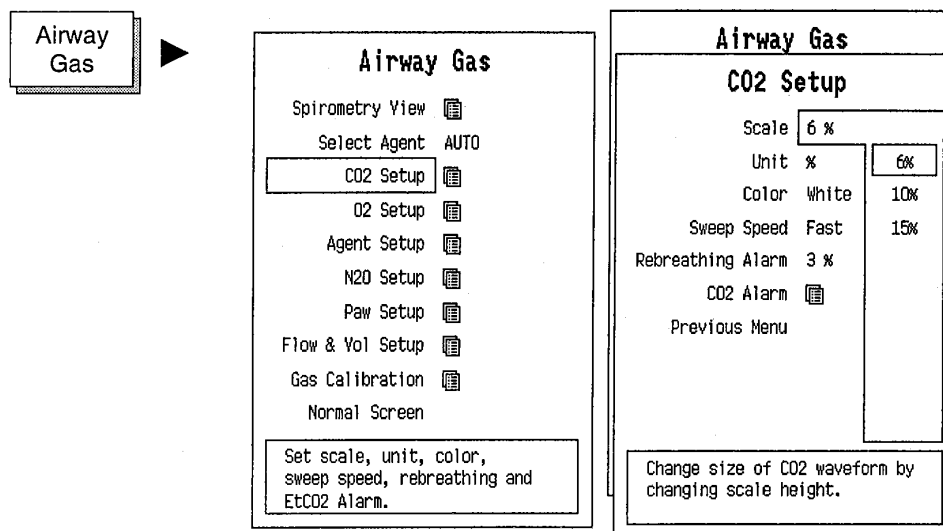 Airway
Gas
Airway Gas
Spirometry View
Select Agent AUTO
CO2 Setup
O2 Setup
Agent Setup
N2O Setup
Paw Setup
Flow & Vol Setup
Gas Calibration
Normal Screen
Set scale, unit, color,
sweep speed, rebreathing and
EtCO2 Alarm.
Airway Gas
CO2 Setup
Scale 6 %
Unit % 6%
Color White 10%
Sweep Speed Fast 15%
Rebreathing Alarm 3 %
CO2 Alarm
Previous Menu
Change size of CO2 waveform by
changing scale height.